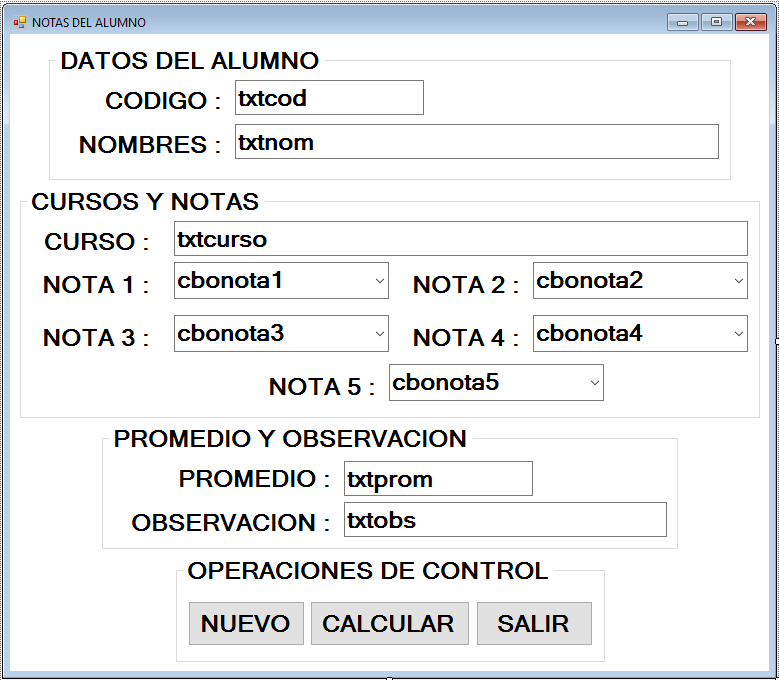 NOTAS DEL ALUMNO
DATOS DEL ALUMNO
CODIGO : txtcod
NOMBRES : txtnom
CURSOS Y NOTAS
CURSO : txtcurso
NOTA 1 : cbonota1 NOTA 2 : cbonota2
NOTA 3 : cbonota3 NOTA 4 : cbonota4
NOTA 5 : cbonota5
PROMEDIO Y OBSERVACION
PROMEDIO : txtprom
OBSERVACION : txtobs
OPERACIONES DE CONTROL
NUEVO CALCULAR SALIR